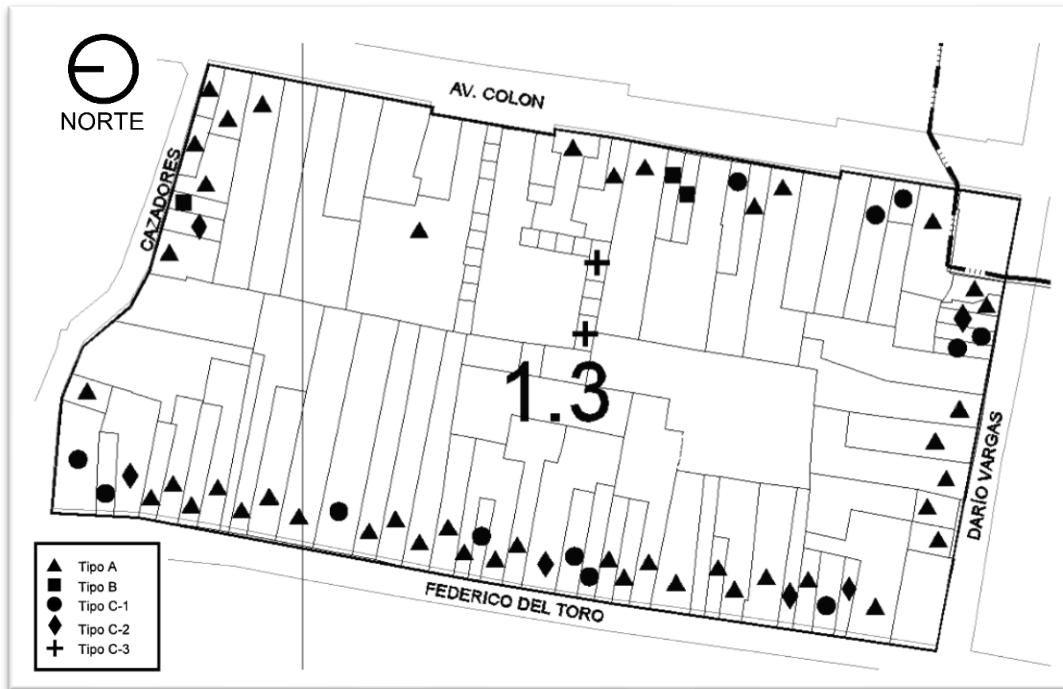 NORTE
AV. COLON
CAZADORES
1.3
DARÍO VARGAS
FEDERICO DEL TORO
Tipo A
Tipo B
Tipo C-1
Tipo C-2
Tipo C-3